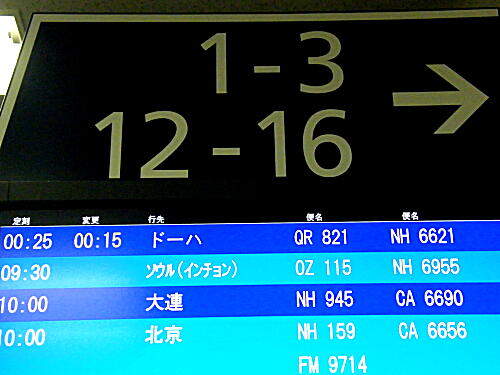 1-3
12-16 →
定刻 変更 行先 便名 便名
00:25 00:15 ドーハ QR 821 NH 6621
09:30 ソウル(インチョン) OZ 115 NH 6955
10:00 大連 NH 945 CA 6690
10:00 北京 NH 159 CA 6656
FM 9714